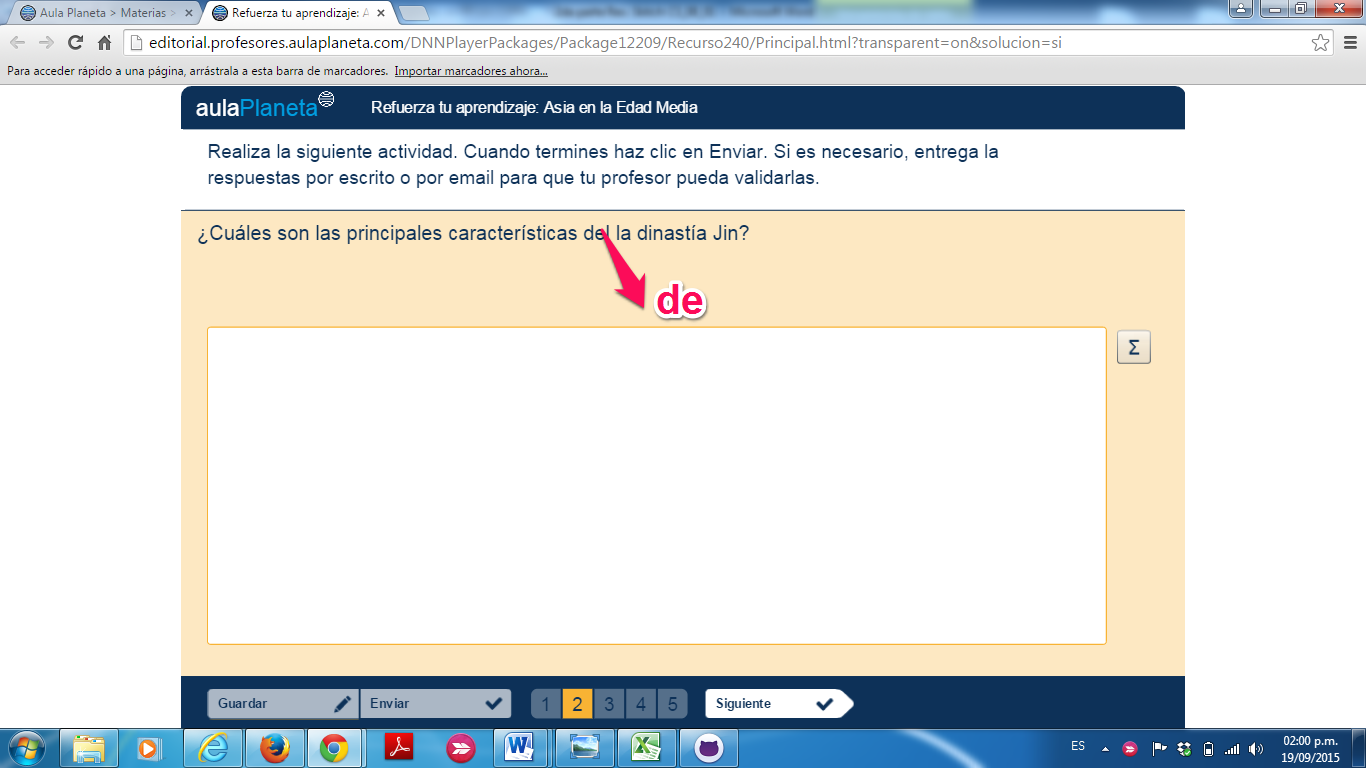 Aula Planeta > Materias >
Refuerza tu aprendizaje: A
editorial.profesores.aulaplaneta.com/DNNPlayerPackages/Package12209/Recurso240/Principal.html?transparent=on&solucion=si
Para acceder rápido a una página, arrástrala a esta barra de marcadores. Importar marcadores ahora...
aulaPlaneta Refuerza tu aprendizaje: Asia en la Edad Media
Realiza la siguiente actividad. Cuando termines haz clic en Enviar. Si es necesario, entrega la
respuestas por escrito o por email para que tu profesor pueda validarlas.
¿Cuáles son las principales características del la dinastía Jin?
de
Σ
Guardar Enviar 1 2 3 4 5 Siguiente
ES 02:00 p.m.
19/09/2015